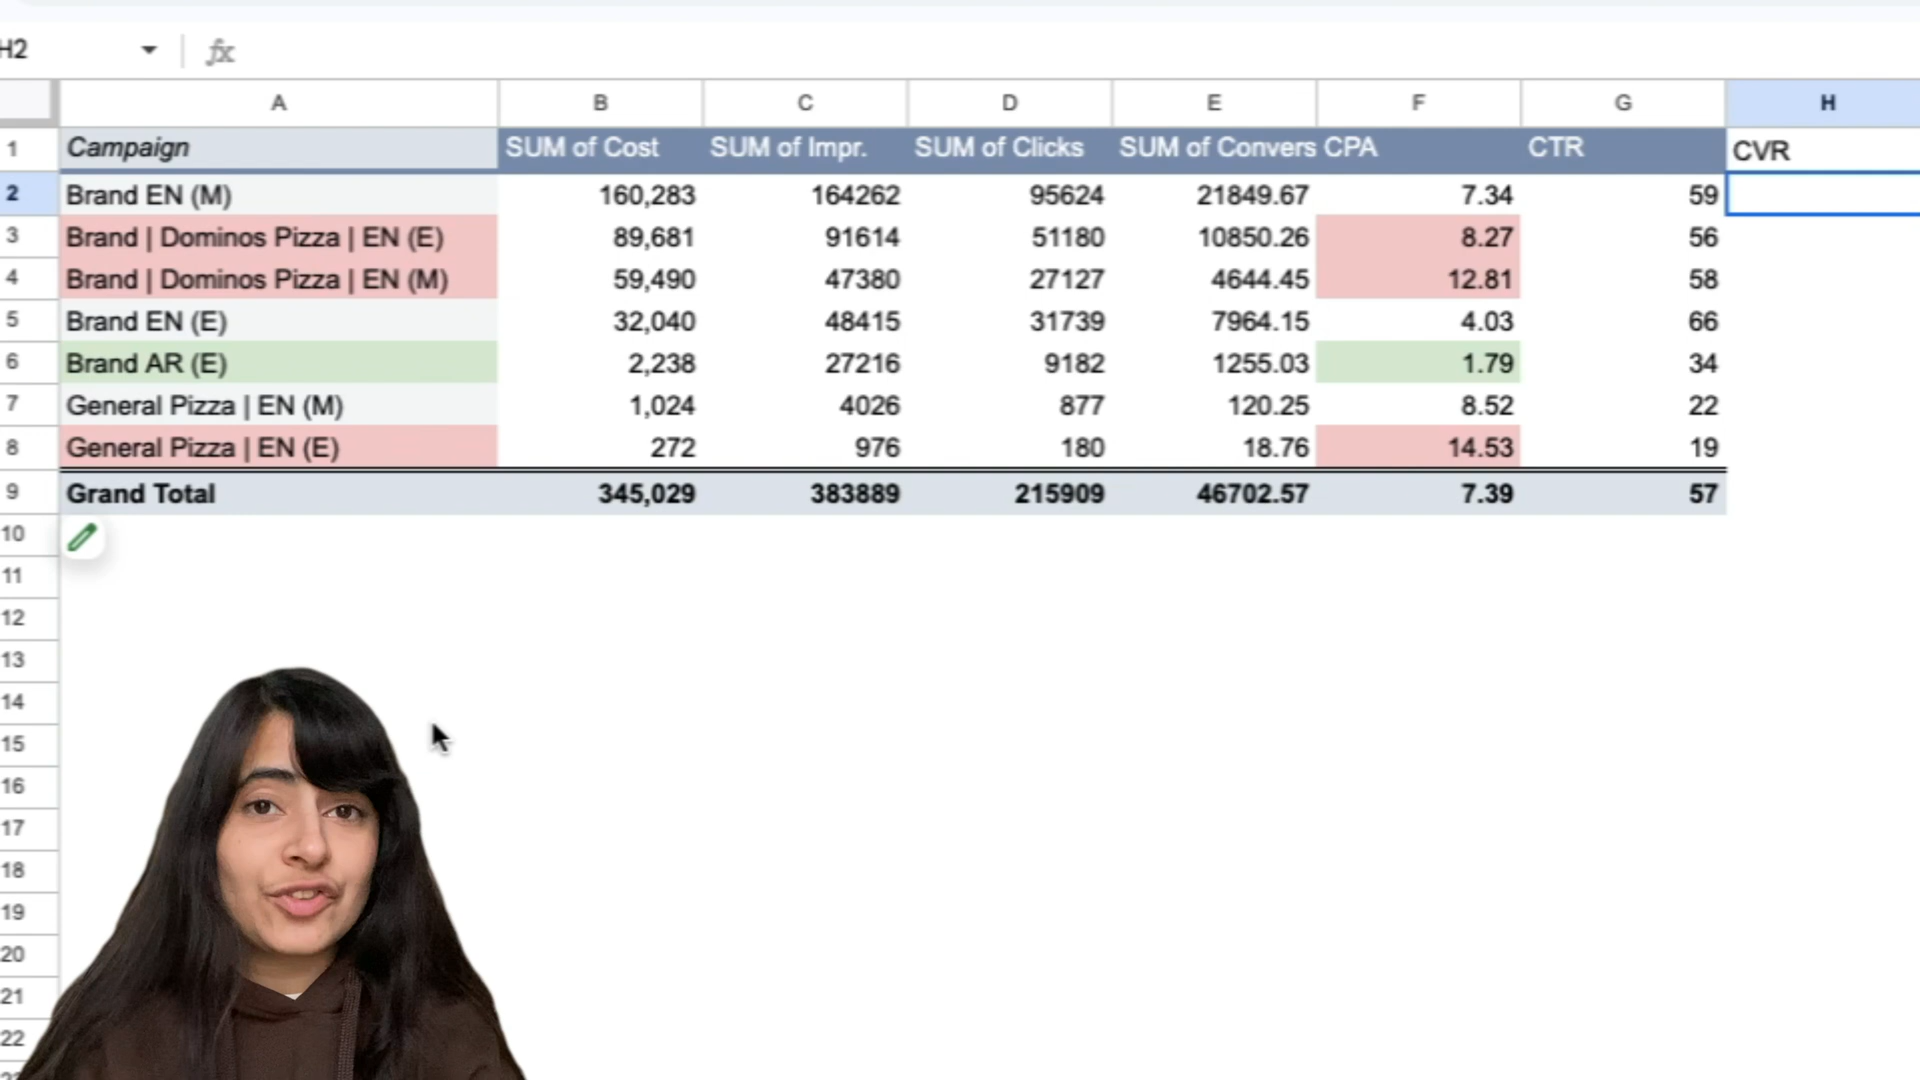 H2 fx
A B C D E F G H
1 Campaign SUM of Cost SUM of Impr. SUM of Clicks SUM of Convers CPA CTR CVR
2 Brand EN (M) 160,283 164262 95624 21849.67 7.34 59
3 Brand | Dominos Pizza | EN (E) 89,681 91614 51180 10850.26 8.27 56
4 Brand | Dominos Pizza | EN (M) 59,490 47380 27127 4644.45 12.81 58
5 Brand EN (E) 32,040 48415 31739 7964.15 4.03 66
6 Brand AR (E) 2,238 27216 9182 1255.03 1.79 34
7 General Pizza | EN (M) 1,024 4026 877 120.25 8.52 22
8 General Pizza | EN (E) 272 976 180 18.76 14.53 19
9 Grand Total 345,029 383889 215909 46702.57 7.39 57
10
11
12
13
14
15
16
17
18
19
20
21
22